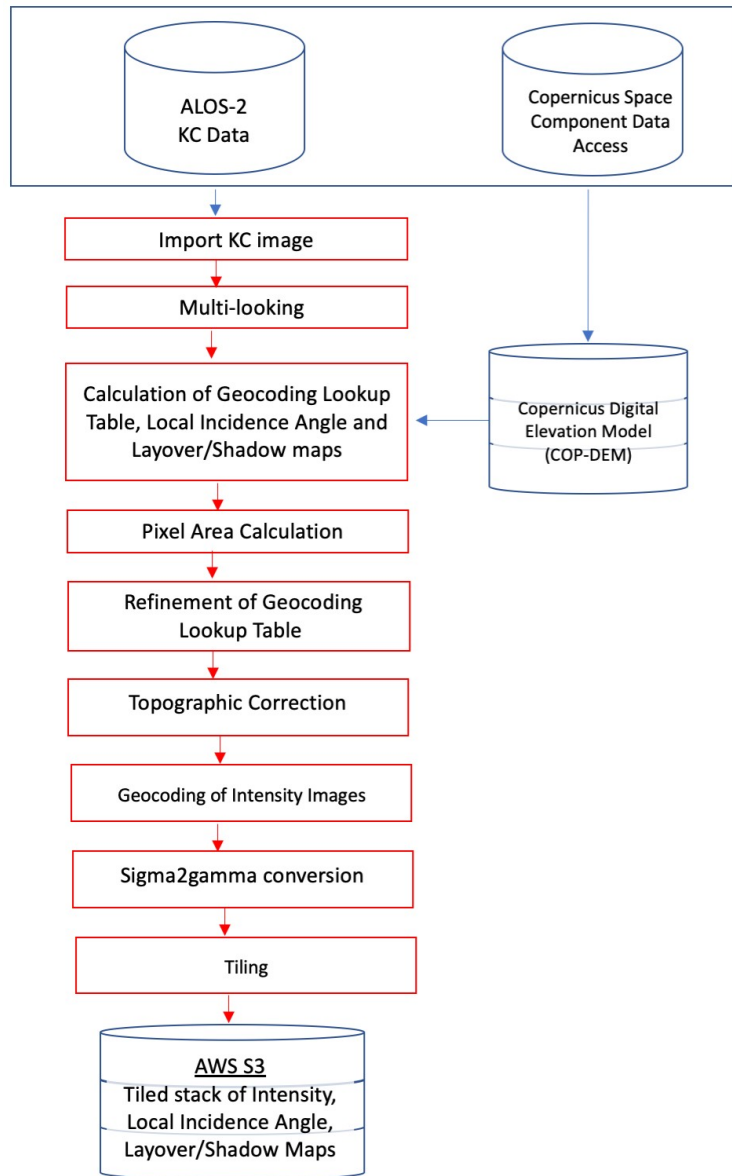 ALOS-2
KC Data
Copernicus Space
Component Data
Access
Import KC image
Multi-looking
Calculation of Geocoding Lookup
Table, Local Incidence Angle and
Layover/Shadow maps
Copernicus Digital
Elevation Model
(COP-DEM)
Pixel Area Calculation
Refinement of Geocoding
Lookup Table
Topographic Correction
Geocoding of Intensity Images
Sigma2gamma conversion
Tiling
AWS S3
Tiled stack of Intensity,
Local Incidence Angle,
Layover/Shadow Maps